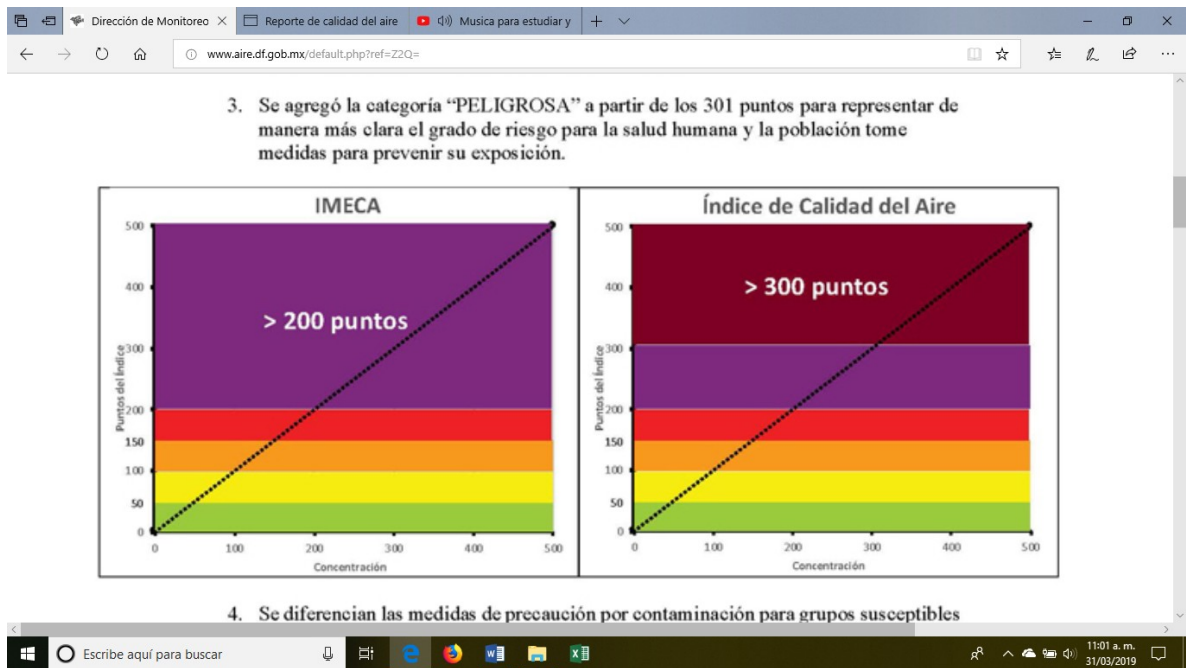 Dirección de Monitoreo
Reporte de calidad del aire
Musica para estudiar y
www.aire.df.gob.mx/default.php?ref=Z2Q=
3. Se agregó la categoría “PELIGROSA” a partir de los 301 puntos para representar de
manera más clara el grado de riesgo para la salud humana y la población tome
medidas para prevenir su exposición.
IMECA
500
400
300
200
150
100
50
0
Puntos del Índice
> 200 puntos
0 100 200 300 400 500
Concentración
Índice de Calidad del Aire
500
400
300
200
150
100
50
0
Puntos del Índice
> 300 puntos
0 100 200 300 400 500
Concentración
4. Se diferencian las medidas de precaución por contaminación para grupos susceptibles
Escribe aquí para buscar
11:01 a. m.
31/03/2019